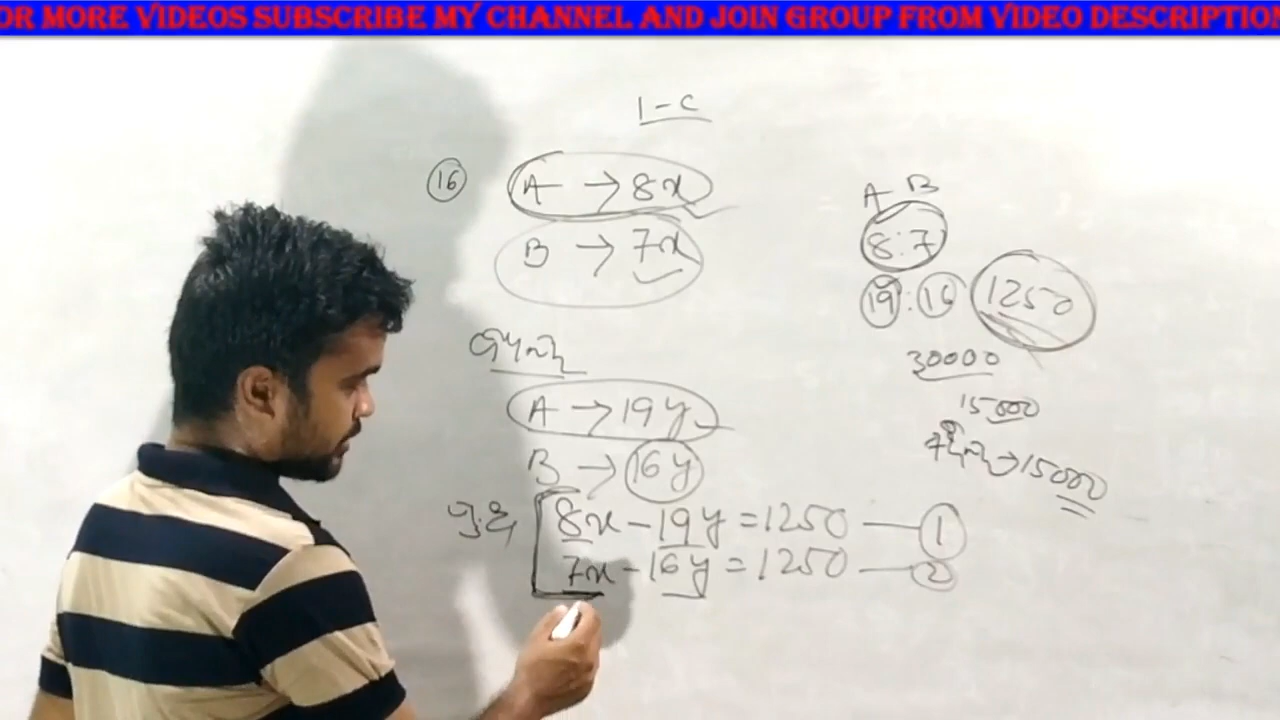 OR MORE VIDEOS SUBSCRIBE MY CHANNEL AND JOIN GROUP FROM VIDEO DESCRIPTION
1-C
16
A → 8x
B → 7x
A → 19y
B → 16y
8x - 19y = 1250 — 1
7x - 16y = 1250 — 2
A B
8:7
19:16 1250
30000
15000
→ 15000